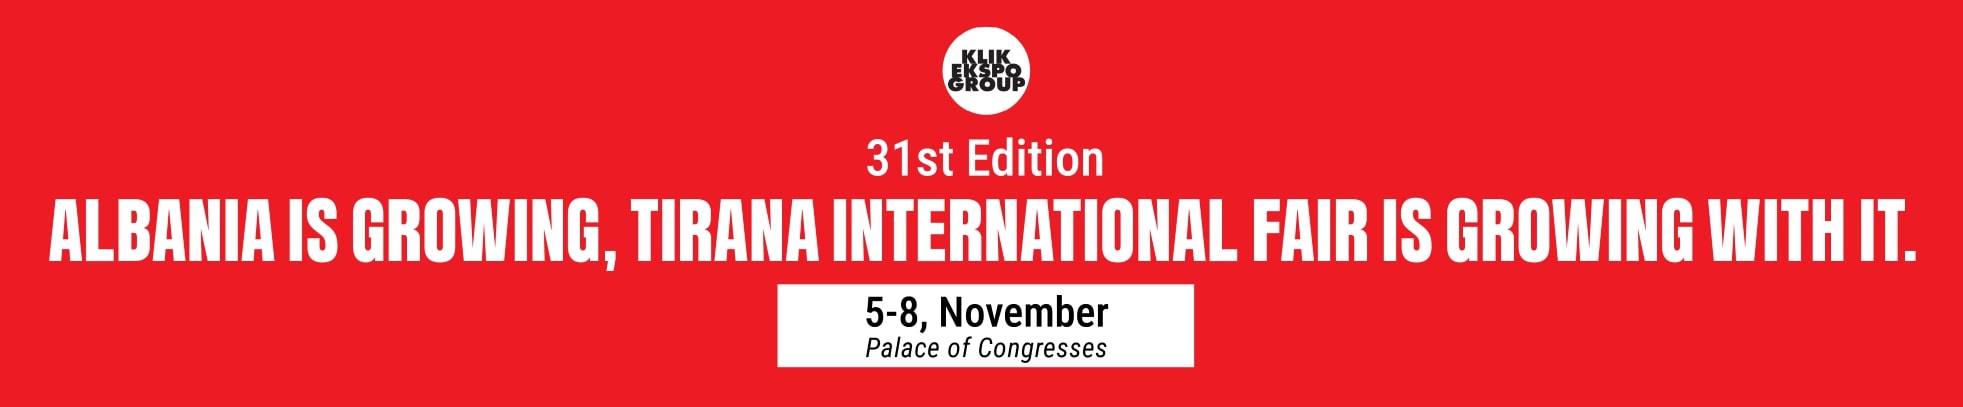 KLIK
EKSPO
GROUP
31st Edition
ALBANIA IS GROWING, TIRANA INTERNATIONAL FAIR IS GROWING WITH IT.
5-8, November
Palace of Congresses